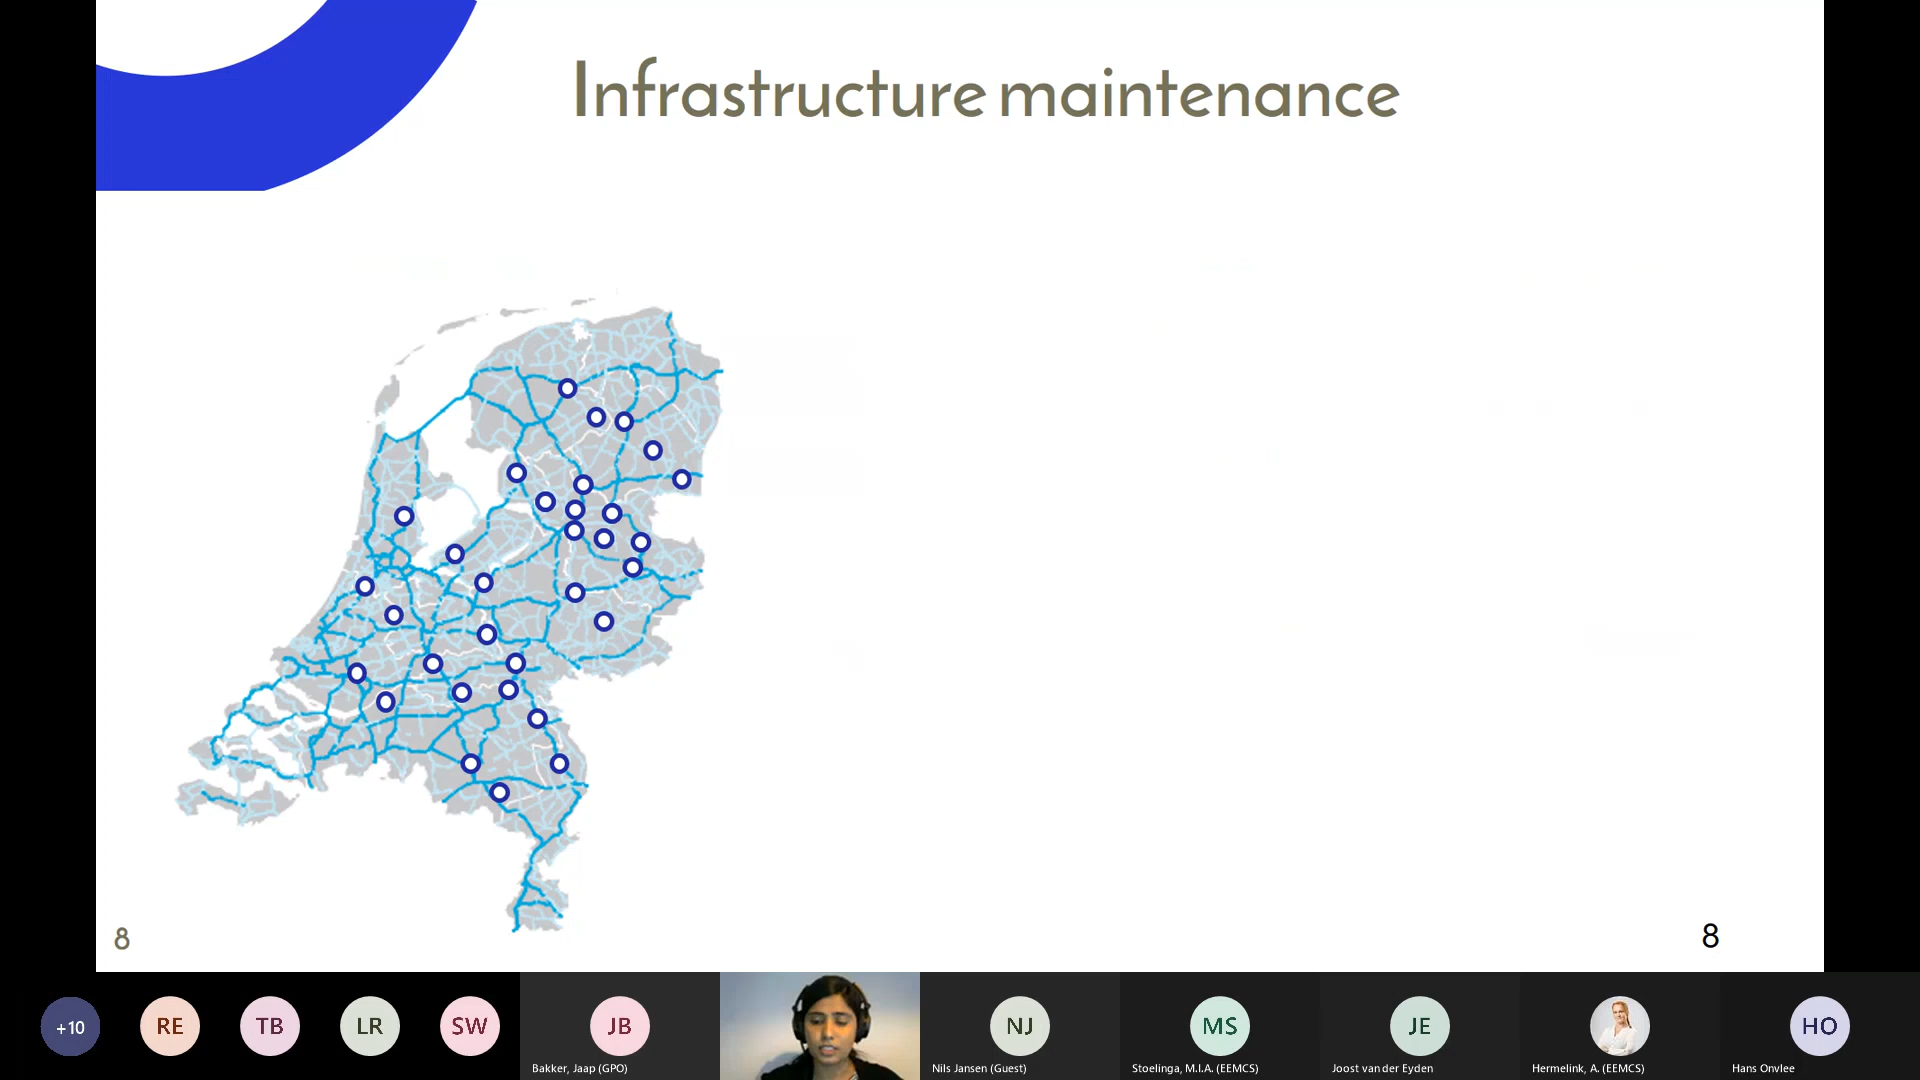 Infrastructure maintenance
8
8
+10
RE
TB
LR
SW
JB
NJ
MS
JE
HO
Bakker, Jaap (GPO)
Nils Jansen (Guest)
Stoelinga, M.I.A. (EEMCS)
Joost van der Eyden
Hermelink, A. (EEMCS)
Hans Onvlee